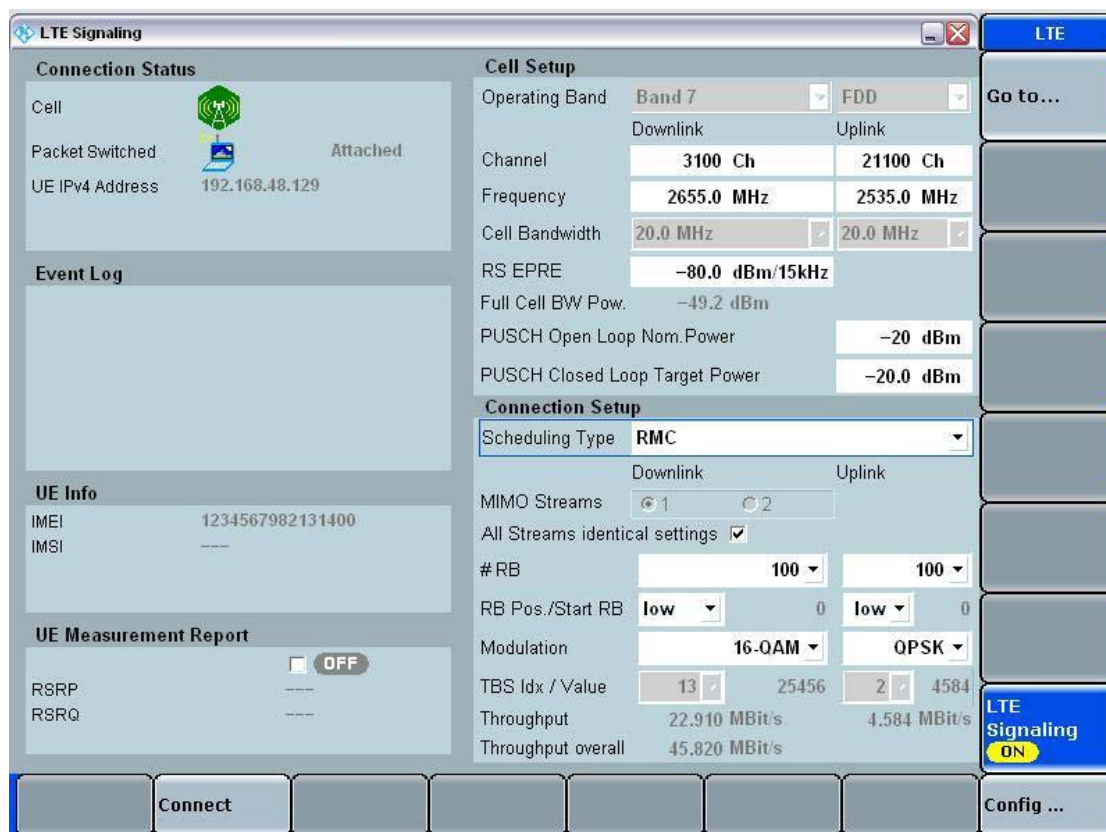 LTE Signaling
LTE
Connection Status
Cell
Packet Switched Attached
UE IPv4 Address 192.168.48.129
Event Log
UE Info
IMEI 1234567982131400
IMSI ---
UE Measurement Report
OFF
RSRP ---
RSRQ ---
Cell Setup
Operating Band Band 7 FDD
Downlink Uplink
Channel 3100 Ch 21100 Ch
Frequency 2655.0 MHz 2535.0 MHz
Cell Bandwidth 20.0 MHz 20.0 MHz
RS EPRE −80.0 dBm/15kHz
Full Cell BW Pow. −49.2 dBm
PUSCH Open Loop Nom.Power −20 dBm
PUSCH Closed Loop Target Power −20.0 dBm
Connection Setup
Scheduling Type RMC
Downlink Uplink
MIMO Streams 1 2
All Streams identical settings
# RB 100 100
RB Pos./Start RB low 0 low 0
Modulation 16-QAM QPSK
TBS Idx / Value 13 25456 2 4584
Throughput 22.910 MBit/s 4.584 MBit/s
Throughput overall 45.820 MBit/s
Go to...
LTE
Signaling
ON
Connect
Config ...